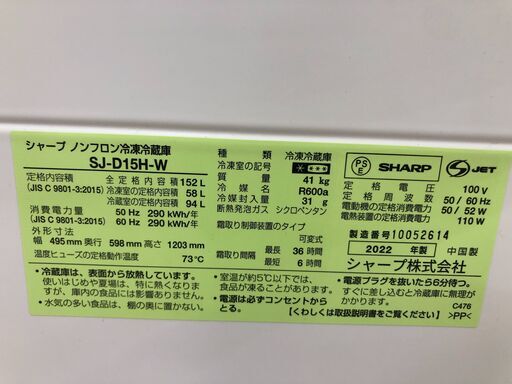 シャープ ノンフロン冷凍冷蔵庫
SJ-D15H-W
定格内容積 全定格内容積 152 L
(JIS C 9801-3:2015) 冷凍室の定格内容積 58 L
冷蔵室の定格内容積 94 L
消費電力量 50 Hz 290 kWh/年
(JIS C 9801-3:2015) 60 Hz 290 kWh/年
外形寸法
幅 495 mm 奥行 598 mm 高さ 1203 mm
温度ヒューズの定格動作温度 73℃
種類 冷凍冷蔵庫
冷凍室の記号
質量 41 kg
冷媒 R600a
冷媒封入量 31 g
断熱発泡ガス シクロペンタン
霜取り制御装置のタイプ
可変式
霜取り間隔 最長 36 時間
最短 6 時間
PS E SHARP S JET
定格電圧 100 V
定格周波数 50 / 60 Hz
電動機の定格消費電力 50 / 52 W
電熱装置の定格消費電力 110 W
製造番号 10052614
2022 年製 中国製
シャープ株式会社
・冷蔵庫は、表面から放熱しています。
使いはじめや夏場は、特に熱くなります
が、庫内の食品には影響ありません。
・水気の多い食品は、棚の奥に置かない。
・室温が約5℃以下では、
食品が凍ることがあります。
・電源は必ずコンセントから
・電源プラグを抜いたら6分待つ。
すぐに差し込むと冷蔵庫に無理が
かかります。
【くわしくは取扱説明書をご覧ください】
C476
>PP<